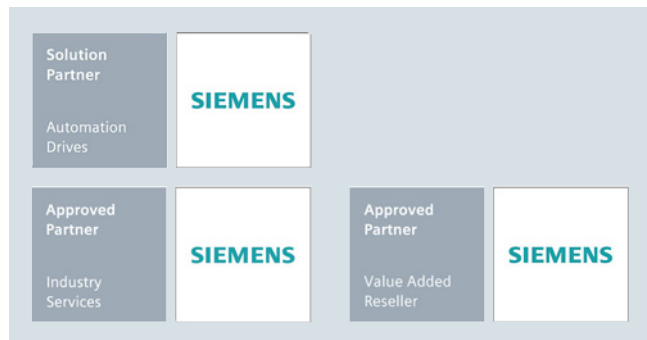 Solution
Partner
Automation
Drives
SIEMENS
Approved
Partner
Industry
Services
SIEMENS
Approved
Partner
Value Added
Reseller
SIEMENS